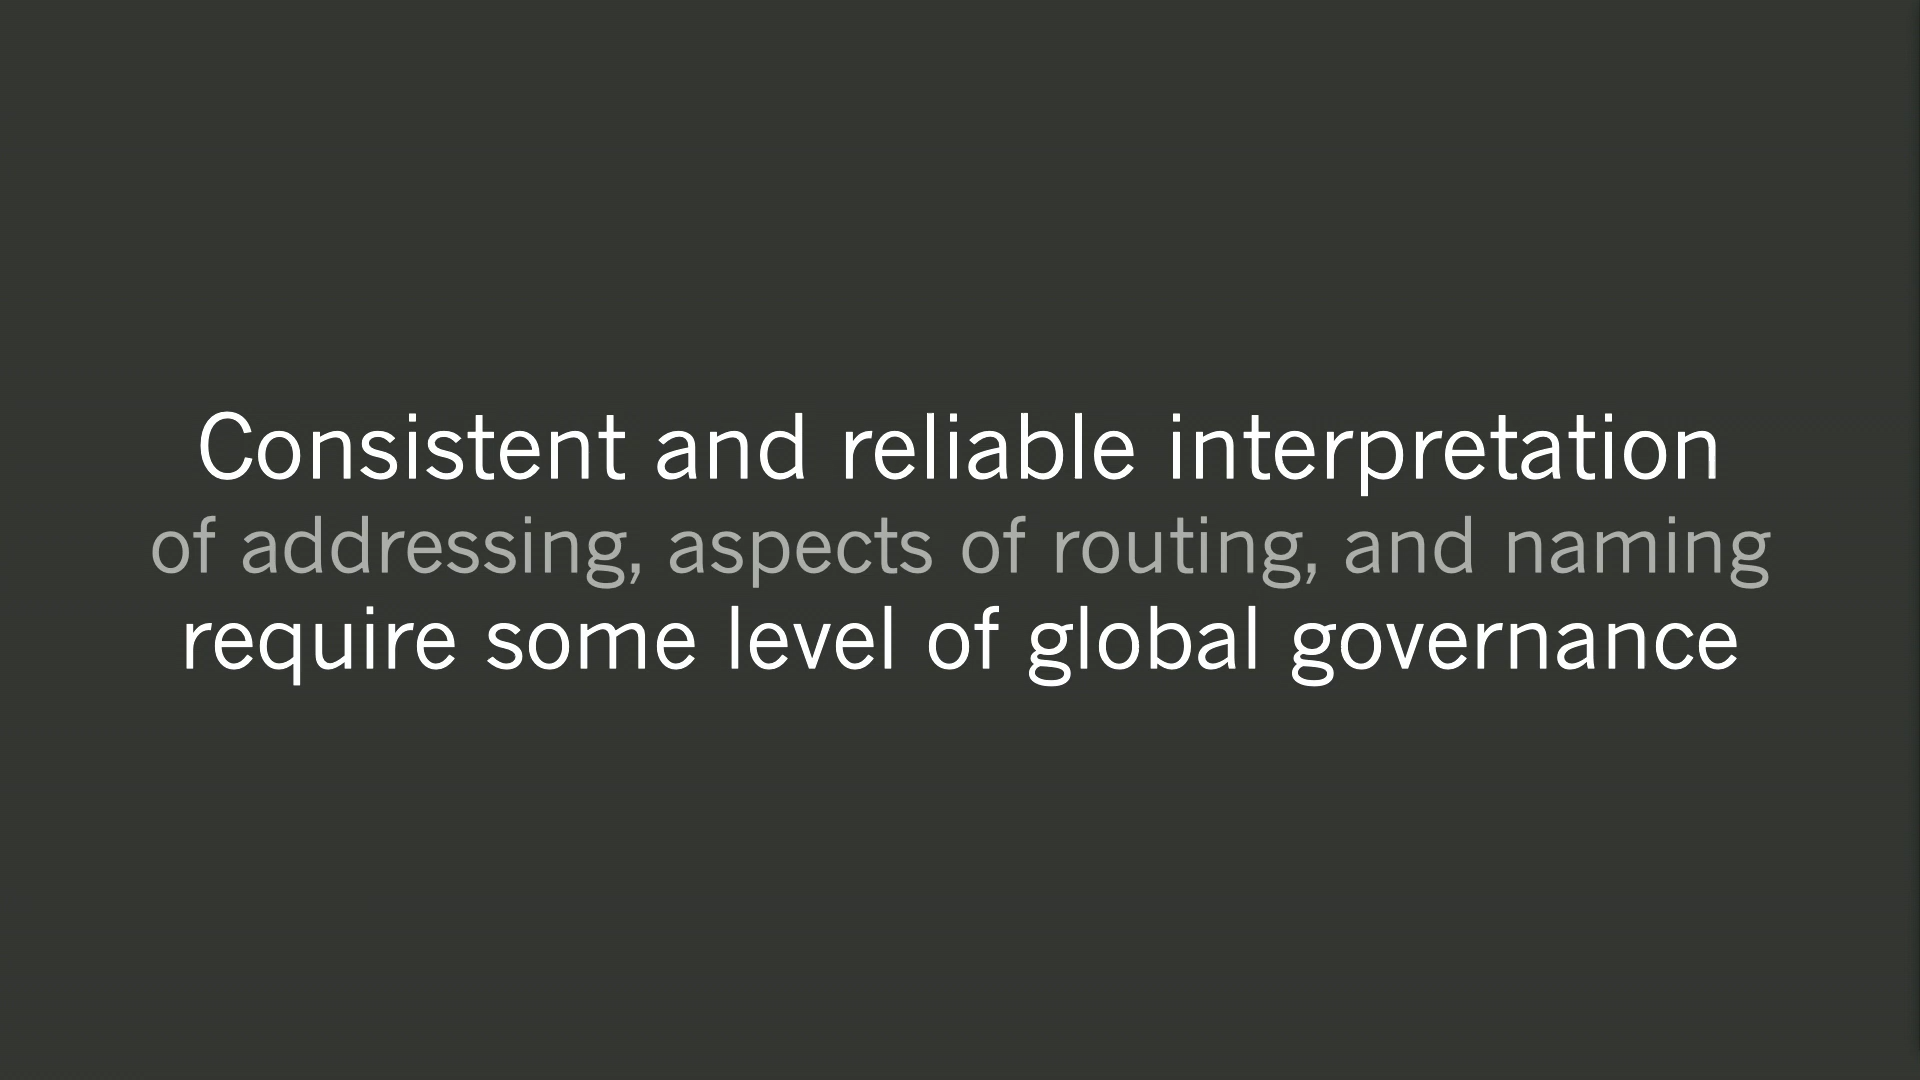 Consistent and reliable interpretation
of addressing, aspects of routing, and naming
require some level of global governance